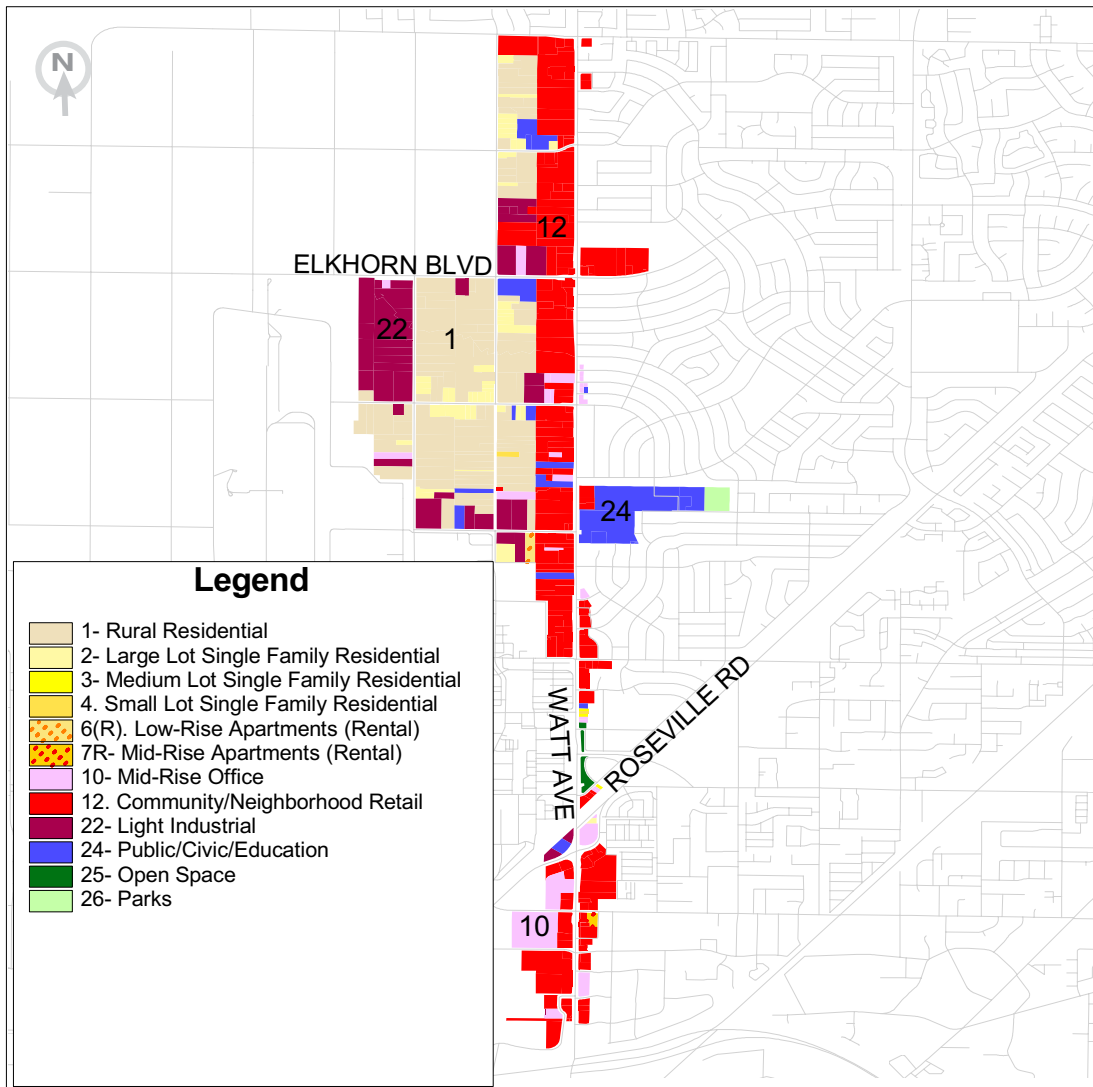 N
12
ELKHORN BLVD
22
1
24
Legend
1- Rural Residential
2- Large Lot Single Family Residential
3- Medium Lot Single Family Residential
4. Small Lot Single Family Residential
6(R). Low-Rise Apartments (Rental)
7R- Mid-Rise Apartments (Rental)
10- Mid-Rise Office
12. Community/Neighborhood Retail
22- Light Industrial
24- Public/Civic/Education
25- Open Space
26- Parks
WATT AVE
ROSEVILLE RD
10